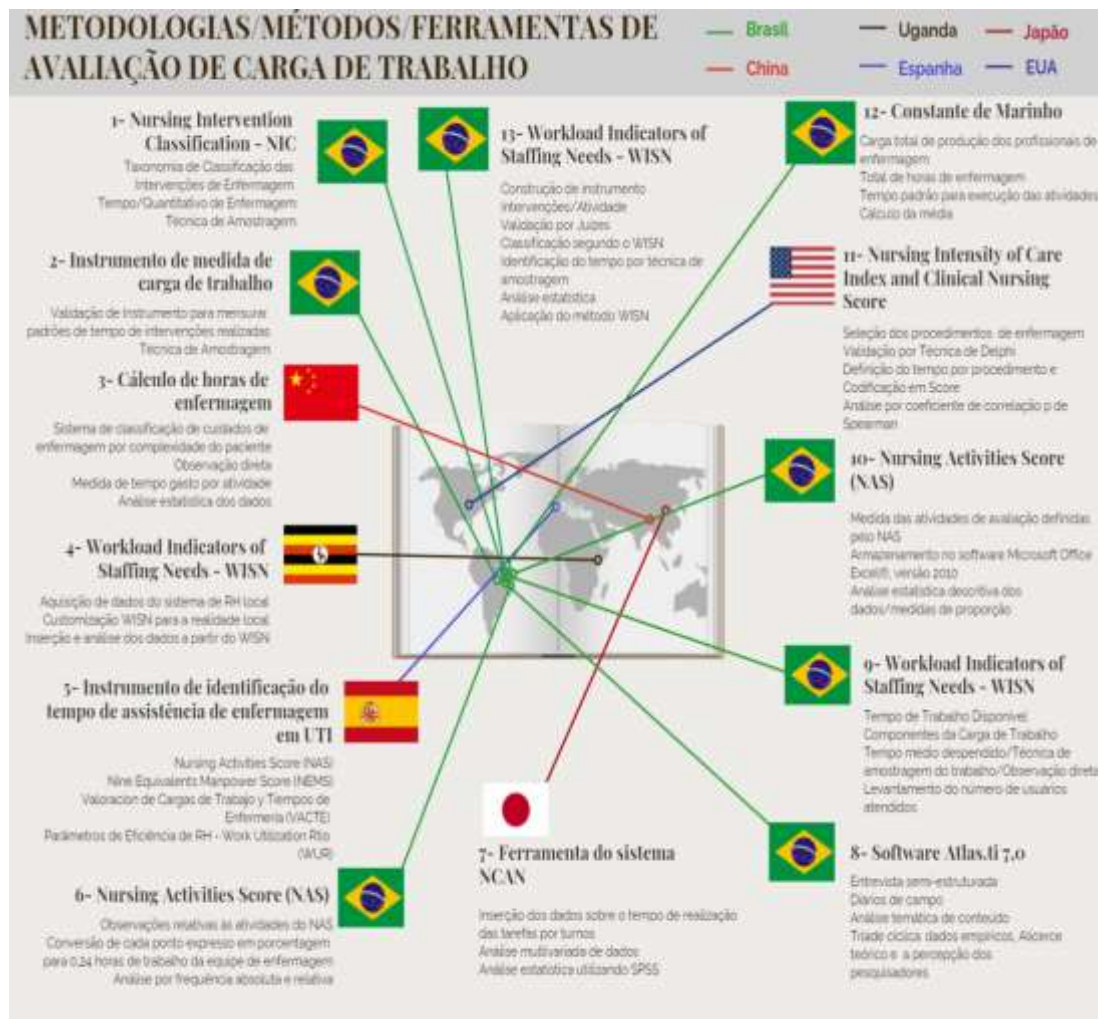 METODOLOGIAS/MÉTODOS/FERRAMENTAS DE
AVALIAÇÃO DE CARGA DE TRABALHO
Brasil
Uganda
Japão
China
Espanha
EUA
1- Nursing Intervention
Classification - NIC
Taxonomia de Classificação das
Intervenções de Enfermagem
Tempo/Quantitativo de Enfermagem
Técnica de Amostragem
2- Instrumento de medida de
carga de trabalho
Validação de Instrumento para mensurar
padrões de tempo de intervenções realizadas
Técnica de Amostragem
3- Cálculo de horas de
enfermagem
Sistema de classificação de cuidados de
enfermagem por complexidade do paciente
Observação direta
Medida de tempo gasto por atividade
Análise estatística dos dados
4- Workload Indicators of
Staffing Needs - WISN
Aquisição de dados do sistema de RH local
Customização WISN para a realidade local
Inserção e análise dos dados a partir do WISN
5- Instrumento de identificação do
tempo de assistência de enfermagem
em UTI
Nursing Activities Score (NAS)
Nine Equivalents Manpower Score (NEMS)
Valoracion de Cargas de Trabajo y Tiempos de
Enfermería (VACTE)
Parâmetros de Eficiência de RH - Work Utilization Rtio
(WUR)
6- Nursing Activities Score (NAS)
Observações relativas às atividades do NAS
Conversão de cada ponto expresso em porcentagem
para 0,24 horas de trabalho da equipe de enfermagem
Análise por frequência absoluta e relativa
13- Workload Indicators of
Staffing Needs - WISN
Construção de instrumento
Intervenções/Atividade
Validação por Juízes
Classificação segundo o WISN
Identificação do tempo por técnica de
amostragem
Análise estatística
Aplicação do método WISN
7- Ferramenta do sistema
NCAN
Inserção dos dados sobre o tempo de realização
das tarefas por turnos
Análise multivariada de dados
Análise estatística utilizando SPSS
12- Constante de Marinho
Carga total de produção dos profissionais de
enfermagem
Total de horas de enfermagem
Tempo padrão para execução das atividades
Cálculo da média
11- Nursing Intensity of Care
Index and Clinical Nursing
Score
Seleção dos procedimentos de enfermagem
Validação por Técnica de Delphi
Definição do tempo por procedimento e
Codificação em Score
Análise por coeficiente de correlação p de
Spearman
10- Nursing Activities Score
(NAS)
Medida das atividades de avaliação definidas
pelo NAS
Armazenamento no software Microsoft Office
Excel®, versão 2010
Análise estatística descritiva dos
dados/medidas de proporção
9- Workload Indicators of
Staffing Needs - WISN
Tempo de Trabalho Disponível
Componentes da Carga de Trabalho
Tempo médio despendido/Técnica de
amostragem do trabalho/Observação direta
Levantamento do número de usuários
atendidos
8- Software Atlas.ti 7.0
Entrevista semi-estruturada
Diários de campo
Análise temática de conteúdo
Tríade cíclica: dados empíricos, Alicerce
teórico e a percepção dos
pesquisadores